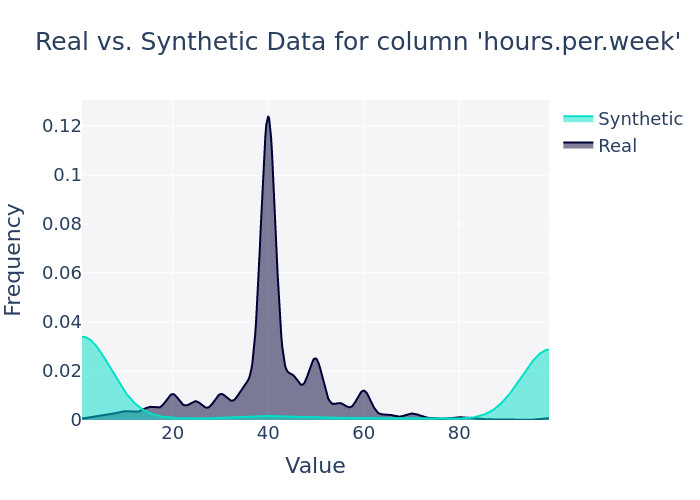 Real vs. Synthetic Data for column 'hours.per.week'
Synthetic
Real
0.12
0.1
0.08
0.06
0.04
0.02
0
20
40
60
80
Frequency
Value